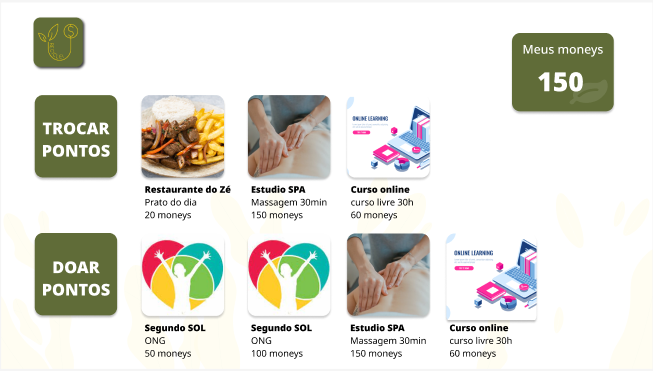 Meus moneys
150
TROCAR
PONTOS
ONLINE LEARNING
Restaurante do Zé
Prato do dia
20 moneys
Estudio SPA
Massagem 30min
150 moneys
Curso online
curso livre 30h
60 moneys
DOAR
PONTOS
ONLINE LEARNING
Segundo SOL
ONG
50 moneys
Segundo SOL
ONG
100 moneys
Estudio SPA
Massagem 30min
150 moneys
Curso online
curso livre 30h
60 moneys